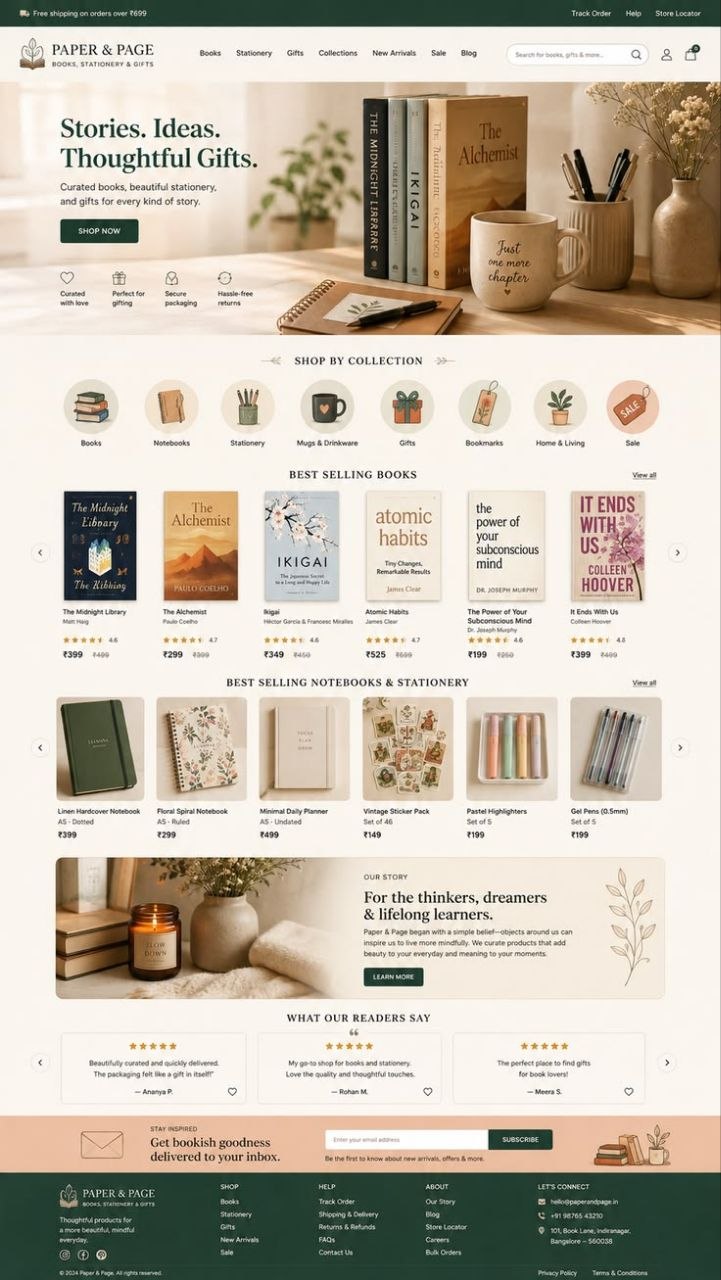 Free shipping on orders over ₹699
Track Order
Help
Store Locator
PAPER & PAGE
BOOKS, STATIONERY & GIFTS
Books
Stationery
Gifts
Collections
New Arrivals
Sale
Blog
Search for books, gifts & more...
0
Stories. Ideas.
Thoughtful Gifts.
Curated books, beautiful stationery,
and gifts for every kind of story.
SHOP NOW
Curated
with love
Perfect for
gifting
Secure
packaging
Hassle-free
returns
THE MIDNIGHT
IKIGAI
The
Alchemist
Just
one more
chapter
SHOP BY COLLECTION
Books
Notebooks
Stationery
Mugs & Drinkware
Gifts
Bookmarks
Home & Living
SALE
Sale
BEST SELLING BOOKS
View all
The Midnight
The
Alchemist
PAULO COELHO
IKIGAI
The Japanese Secret
to a Long and Happy Life
atomic
habits
Tiny Changes,
Remarkable Results
James Clear
the
power of
your
subconscious
mind
DR. JOSEPH MURPHY
IT ENDS
WITH
US
COLLEEN
HOOVER
The Midnight Library
Matt Haig
4.6
₹399 ₹499
The Alchemist
Paulo Coelho
4.7
₹299 ₹399
Ikigai
Héctor García & Francesc Miralles
4.6
₹349 ₹450
Atomic Habits
James Clear
4.7
₹525 ₹699
The Power of Your
Subconscious Mind
Dr. Joseph Murphy
4.6
₹199 ₹250
It Ends With Us
Colleen Hoover
₹399 ₹499
BEST SELLING NOTEBOOKS & STATIONERY
View all
FOCUS
PLAN
GROW
Linen Hardcover Notebook
A5 · Dotted
₹399
Floral Spiral Notebook
A5 · Ruled
₹299
Minimal Daily Planner
A5 · Undated
₹499
Vintage Sticker Pack
Set of 46
₹149
Pastel Highlighters
Set of 5
₹199
Gel Pens (0.5mm)
Set of 5
₹199
SLOW
DOWN
OUR STORY
For the thinkers, dreamers
& lifelong learners.
Paper & Page began with a simple belief—objects around us can
inspire us to live more mindfully. We curate products that add
beauty to your everyday and meaning to your moments.
LEARN MORE
WHAT OUR READERS SAY
“
Beautifully curated and quickly delivered.
The packaging felt like a gift in itself!"
— Ananya P.
My go-to shop for books and stationery.
Love the quality and thoughtful touches.
— Rohan M.
The perfect place to find gifts
for book lovers!
— Meera S.
STAY INSPIRED
Get bookish goodness
delivered to your inbox.
Enter your email address
SUBSCRIBE
Be the first to know about new arrivals, offers & more.
PAPER & PAGE
BOOKS, STATIONERY & GIFTS
Thoughtful products for
a more beautiful, mindful
everyday.
SHOP
Books
Stationery
Gifts
New Arrivals
Sale
HELP
Track Order
Shipping & Delivery
Returns & Refunds
FAQs
Contact Us
ABOUT
Our Story
Blog
Store Locator
Careers
Bulk Orders
LET'S CONNECT
hello@paperandpage.in
+91 98765 43210
101, Book Lane, Indiranagar,
Bangalore – 560038
© 2024 Paper & Page. All rights reserved.
Privacy Policy
Terms & Conditions